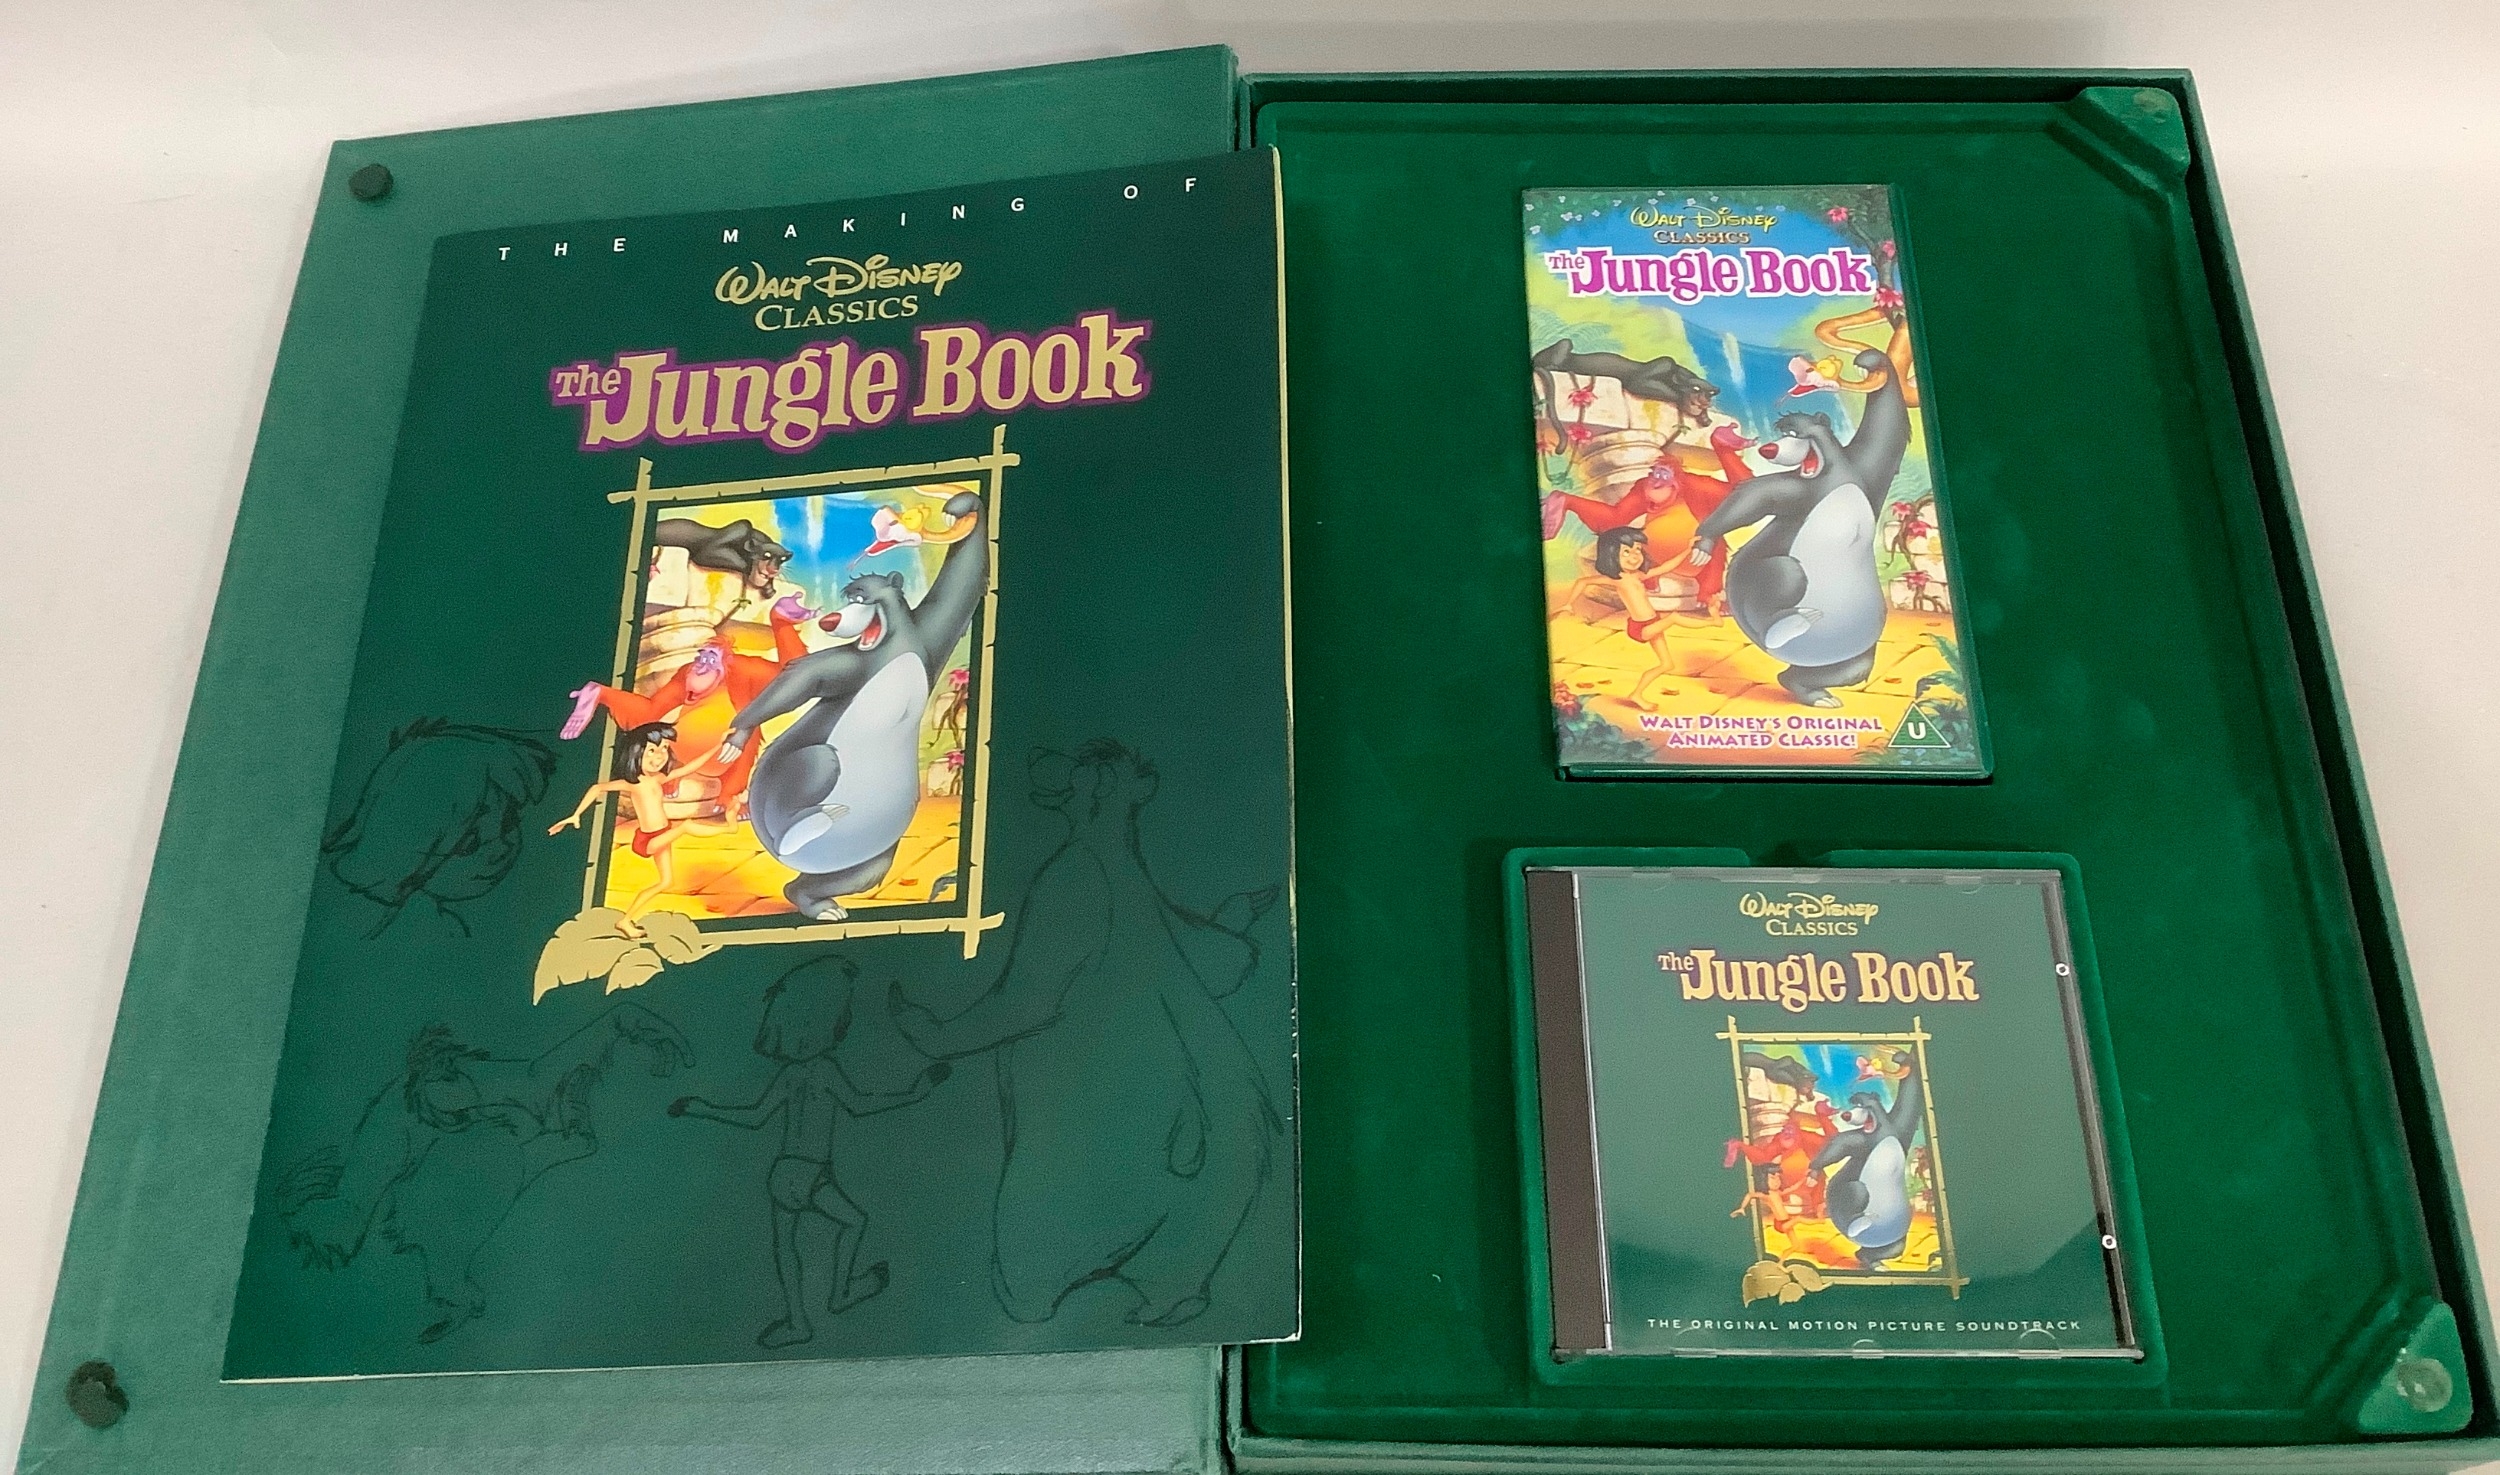 THE MAKING OF
WALT DISNEY
CLASSICS
The Jungle Book
WALT DISNEY
CLASSICS
The Jungle Book
WALT DISNEY'S ORIGINAL
ANIMATED CLASSIC!
U
WALT DISNEY
CLASSICS
The Jungle Book
THE ORIGINAL MOTION PICTURE SOUNDTRACK